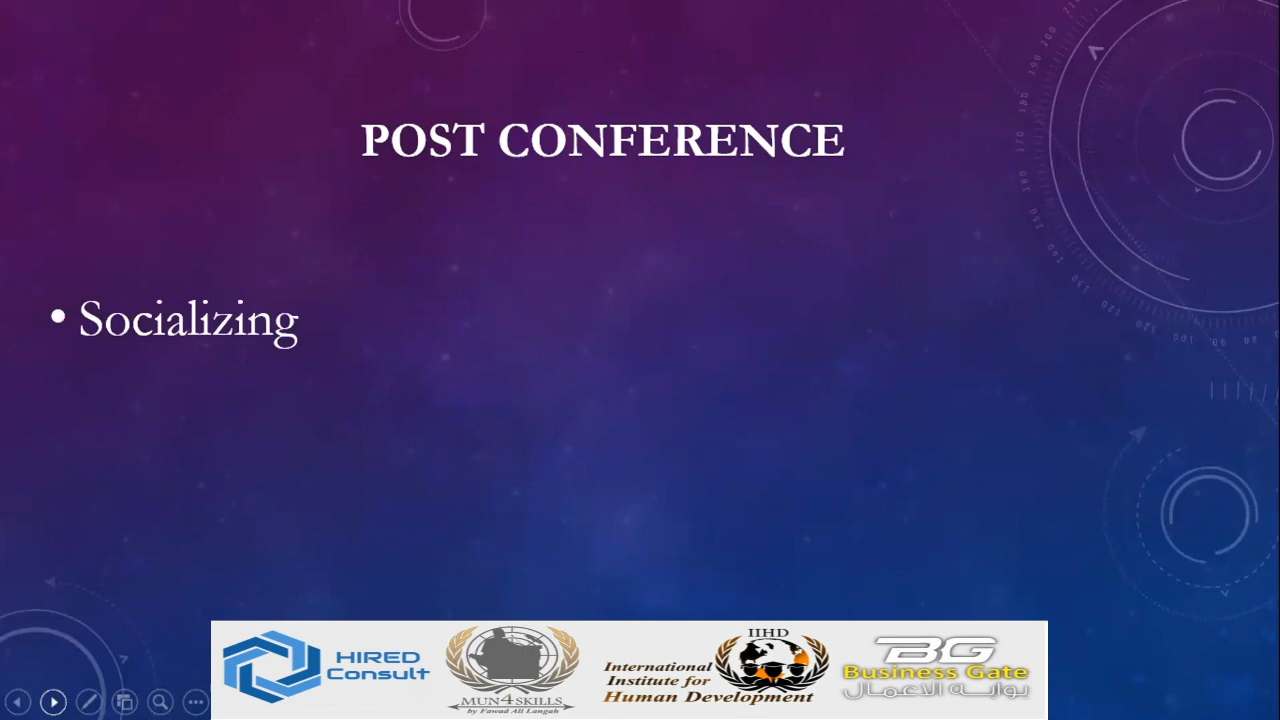 POST CONFERENCE
• Socializing
HIRED
Consult
MUN4SKILLS
by Fawad Ali Langah
IIHD
International
Institute for
Human Development
BG
Business Gate
بوابة الاعمال